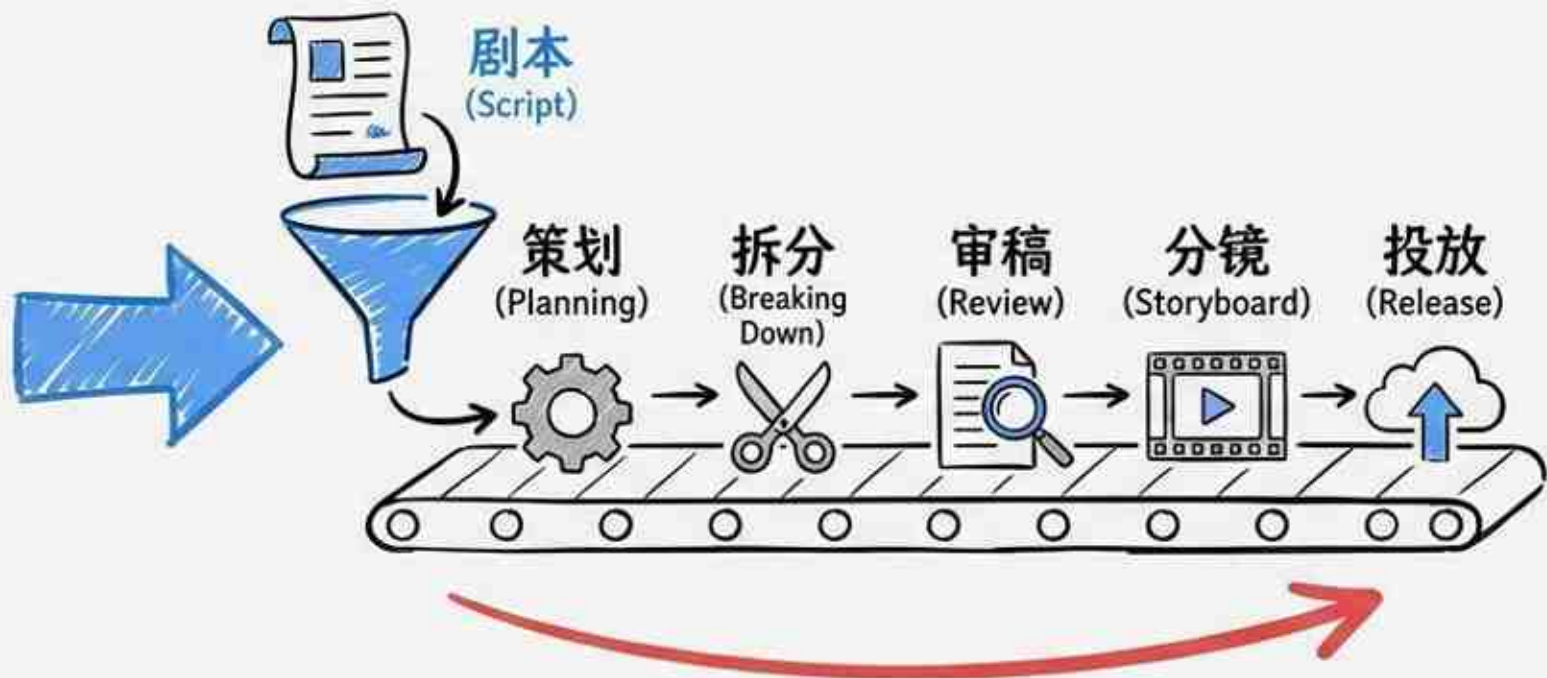 剧本
(Script)
策划
(Planning)
拆分
(Breaking
Down)
审稿
(Review)
分镜
(Storyboard)
投放
(Release)